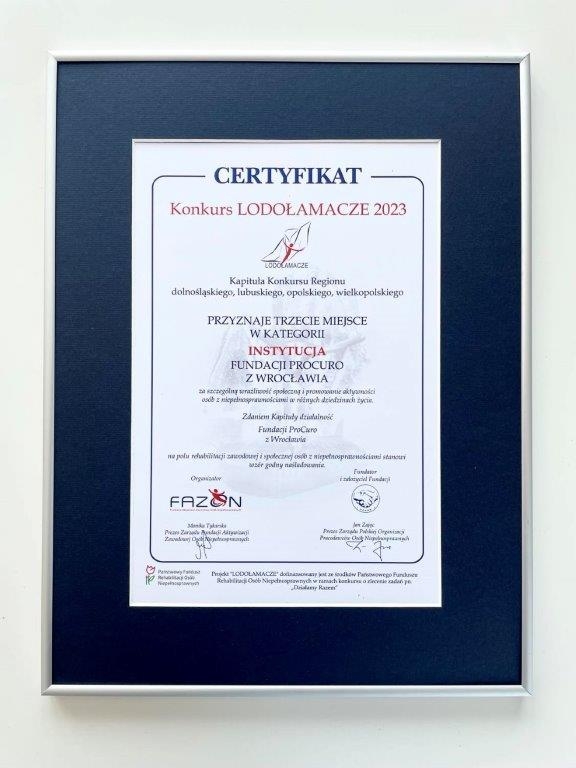 CERTYFIKAT
Konkurs LODOŁAMACZE 2023
LODOŁAMACZE
Kapituła Konkursu Regionu
dolnośląskiego, lubuskiego, opolskiego, wielkopolskiego
PRZYZNAJE TRZECIE MIEJSCE
W KATEGORII
INSTYTUCJA
FUNDACJI PROCURO
Z WROCŁAWIA
za szczególną wrażliwość społeczną i promowanie aktywności
osób z niepełnosprawnościami w różnych dziedzinach życia.
Zdaniem Kapituły działalność
Fundacji ProCuro
z Wrocławia
na polu rehabilitacji zawodowej i społecznej osób z niepełnosprawnościami stanowi
wzór godny naśladowania.
Organizator
FAZON
Monika Tykarska
Prezes Zarządu Fundacji Aktywizacji
Zawodowej Osób Niepełnosprawnych
Fundator
i założyciel Fundacji
Jan Zając
Prezes Zarządu Polskiej Organizacji
Pracodawców Osób Niepełnosprawnych
Państwowy Fundusz
Rehabilitacji Osób
Niepełnosprawnych
Projekt "LODOŁAMACZE" dofinansowany jest ze środków Państwowego Funduszu
Rehabilitacji Osób Niepełnosprawnych w ramach konkursu o zlecenie zadań pn.
„Działamy Razem"